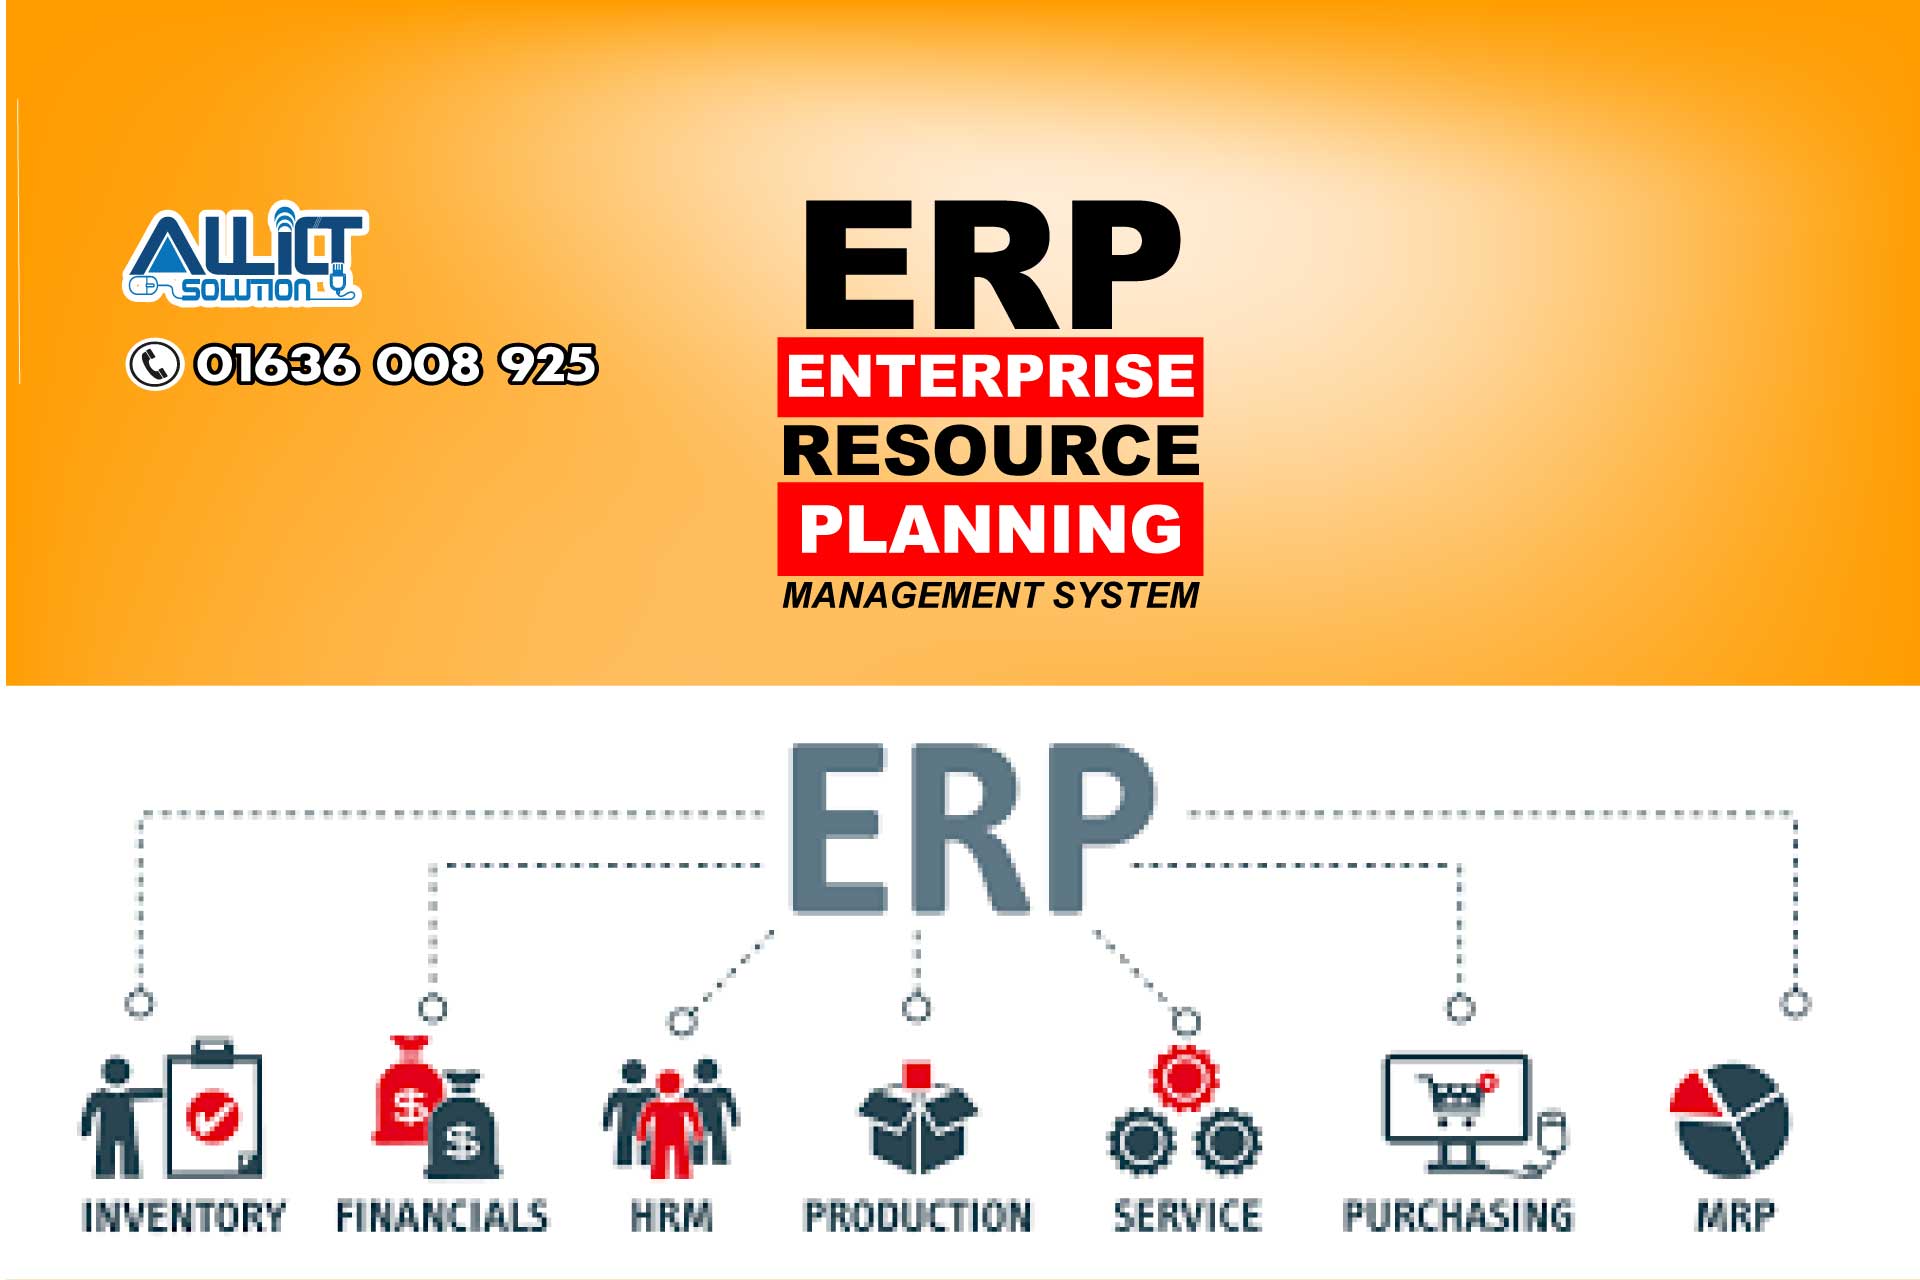 ALL iCT
SOLUTION
01636 008 925
ERP
ENTERPRISE
RESOURCE
PLANNING
MANAGEMENT SYSTEM
ERP
$ $
INVENTORY FINANCIALS HRM PRODUCTION SERVICE PURCHASING MRP